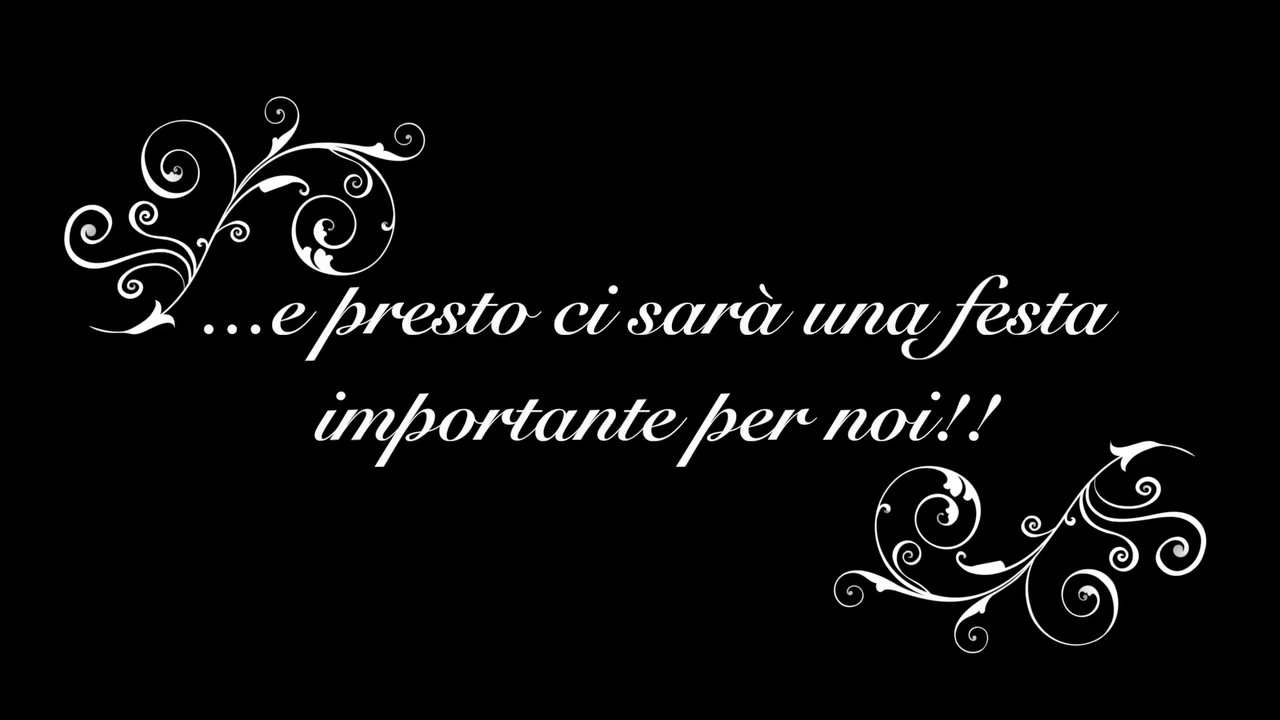 ...e presto ci sarà una festa
importante per noi!!